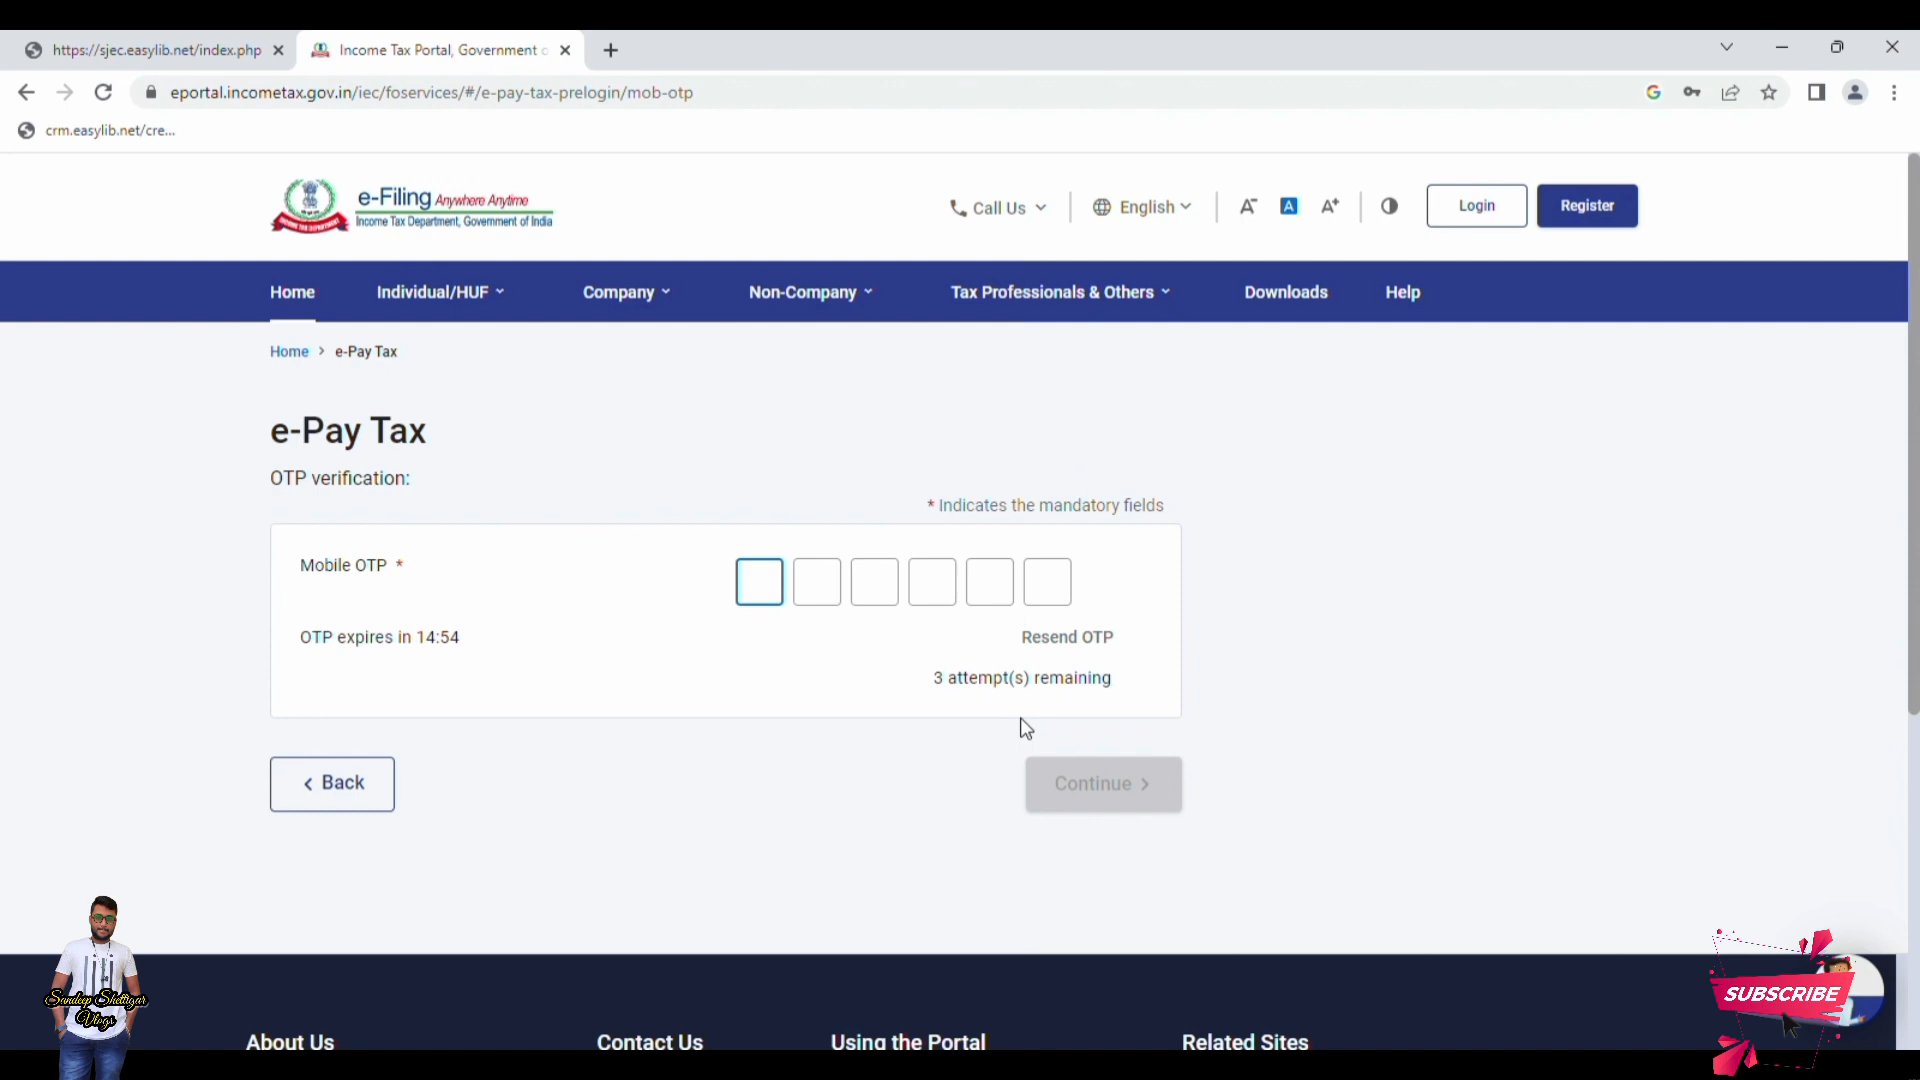 https://sjec.easylib.net/index.php
Income Tax Portal, Government o
eportal.incometax.gov.in/iec/foservices/#/e-pay-tax-prelogin/mob-otp
crm.easylib.net/cre...
e-Filing Anywhere Anytime
Income Tax Department, Government of India
Call Us
English
A-
A
A+
Login
Register
Home
Individual/HUF
Company
Non-Company
Tax Professionals & Others
Downloads
Help
Home > e-Pay Tax
e-Pay Tax
OTP verification:
* Indicates the mandatory fields
Mobile OTP *
OTP expires in 14:54
Resend OTP
3 attempt(s) remaining
< Back
Continue >
Sandeep Shettigar
Vlogs
SUBSCRIBE
About Us
Contact Us
Using the Portal
Related Sites